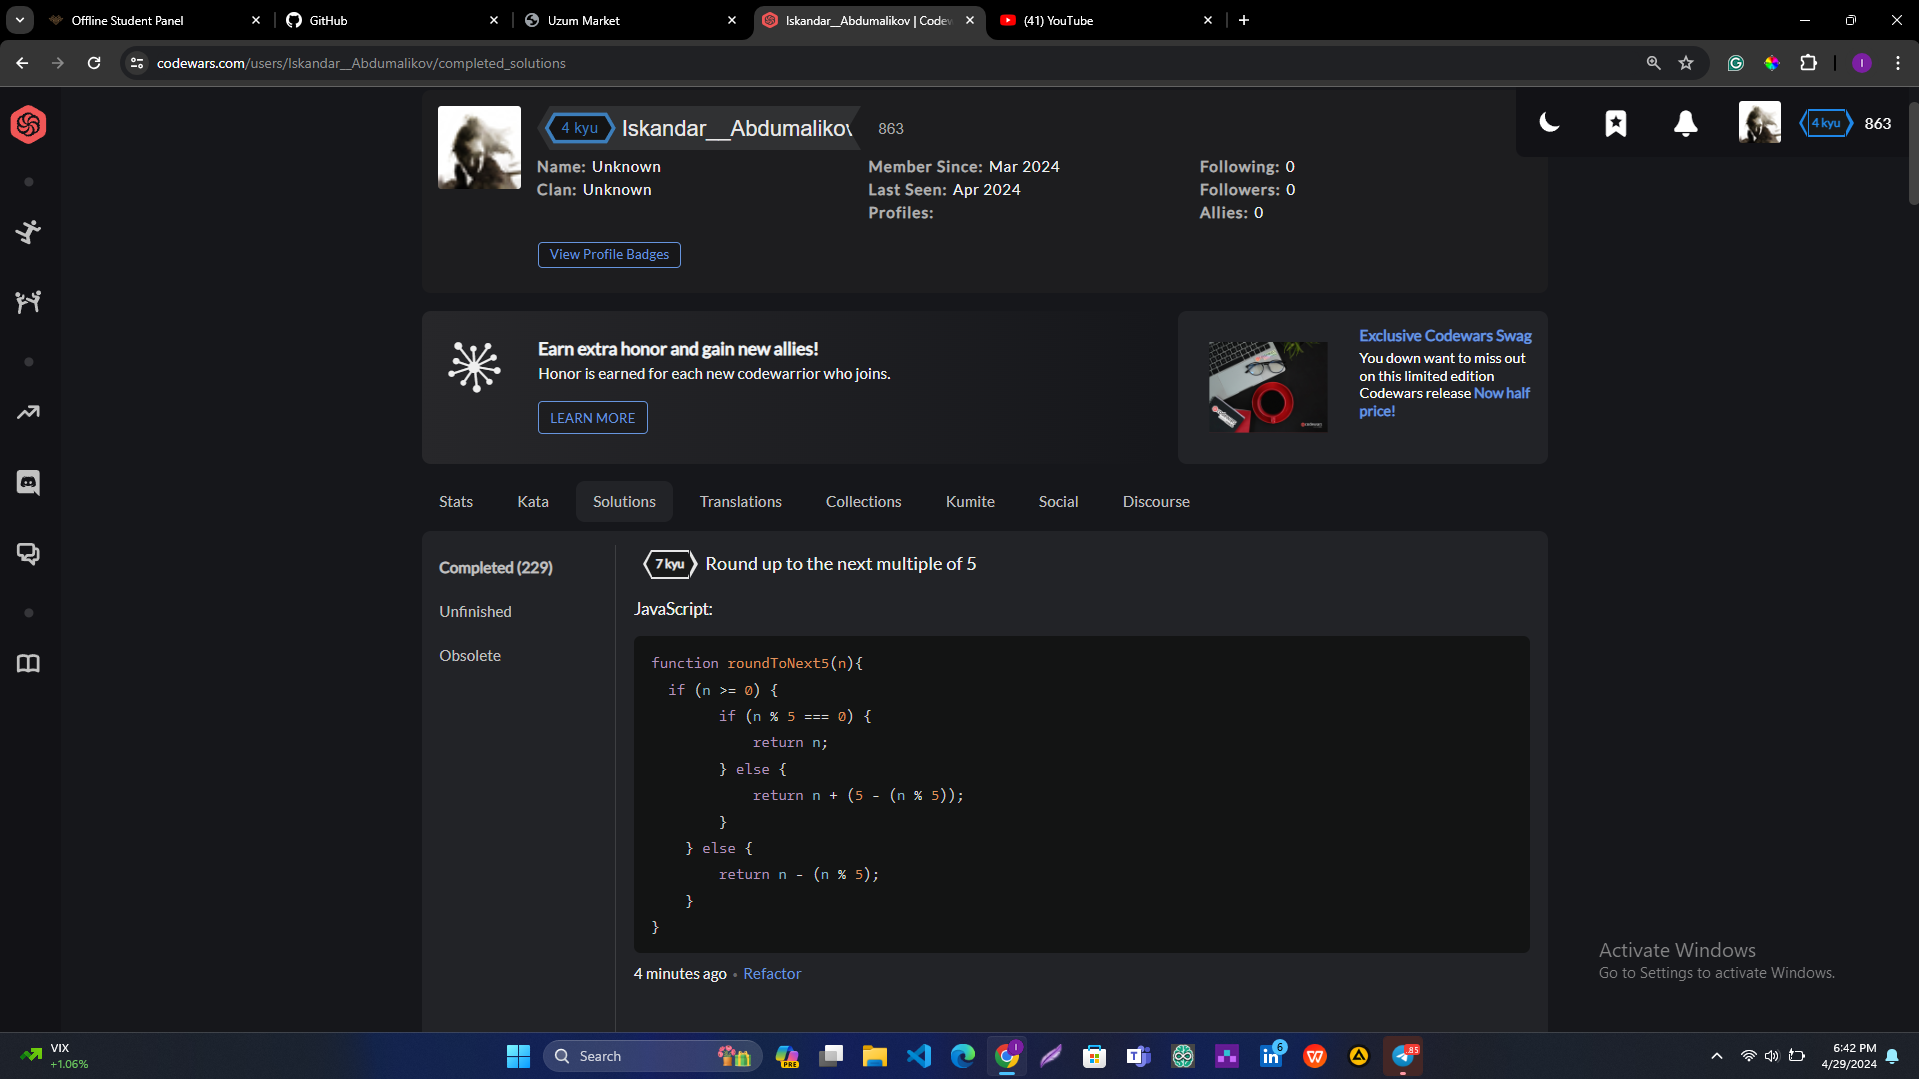 Offline Student Panel
GitHub
Uzum Market
Iskandar__Abdumalikov | Codew
(41) YouTube
codewars.com/users/Iskandar__Abdumalikov/completed_solutions
I
4 kyu
Iskandar__Abdumalikov
863
4 kyu
863
Name: Unknown
Member Since: Mar 2024
Following: 0
Clan: Unknown
Last Seen: Apr 2024
Followers: 0
Profiles:
Allies: 0
View Profile Badges
Earn extra honor and gain new allies!
Honor is earned for each new codewarrior who joins.
LEARN MORE
Exclusive Codewars Swag
You down want to miss out
on this limited edition
Codewars release Now half
price!
Stats
Kata
Solutions
Translations
Collections
Kumite
Social
Discourse
Completed (229)
Unfinished
Obsolete
7 kyu
Round up to the next multiple of 5
JavaScript:
function roundToNext5(n){
if (n >= 0) {
if (n % 5 === 0) {
return n;
} else {
return n + (5 - (n % 5));
}
} else {
return n - (n % 5);
}
}
4 minutes ago • Refactor
Activate Windows
Go to Settings to activate Windows.
VIX
+1.06%
Search
PRE
6
85
6:42 PM
4/29/2024